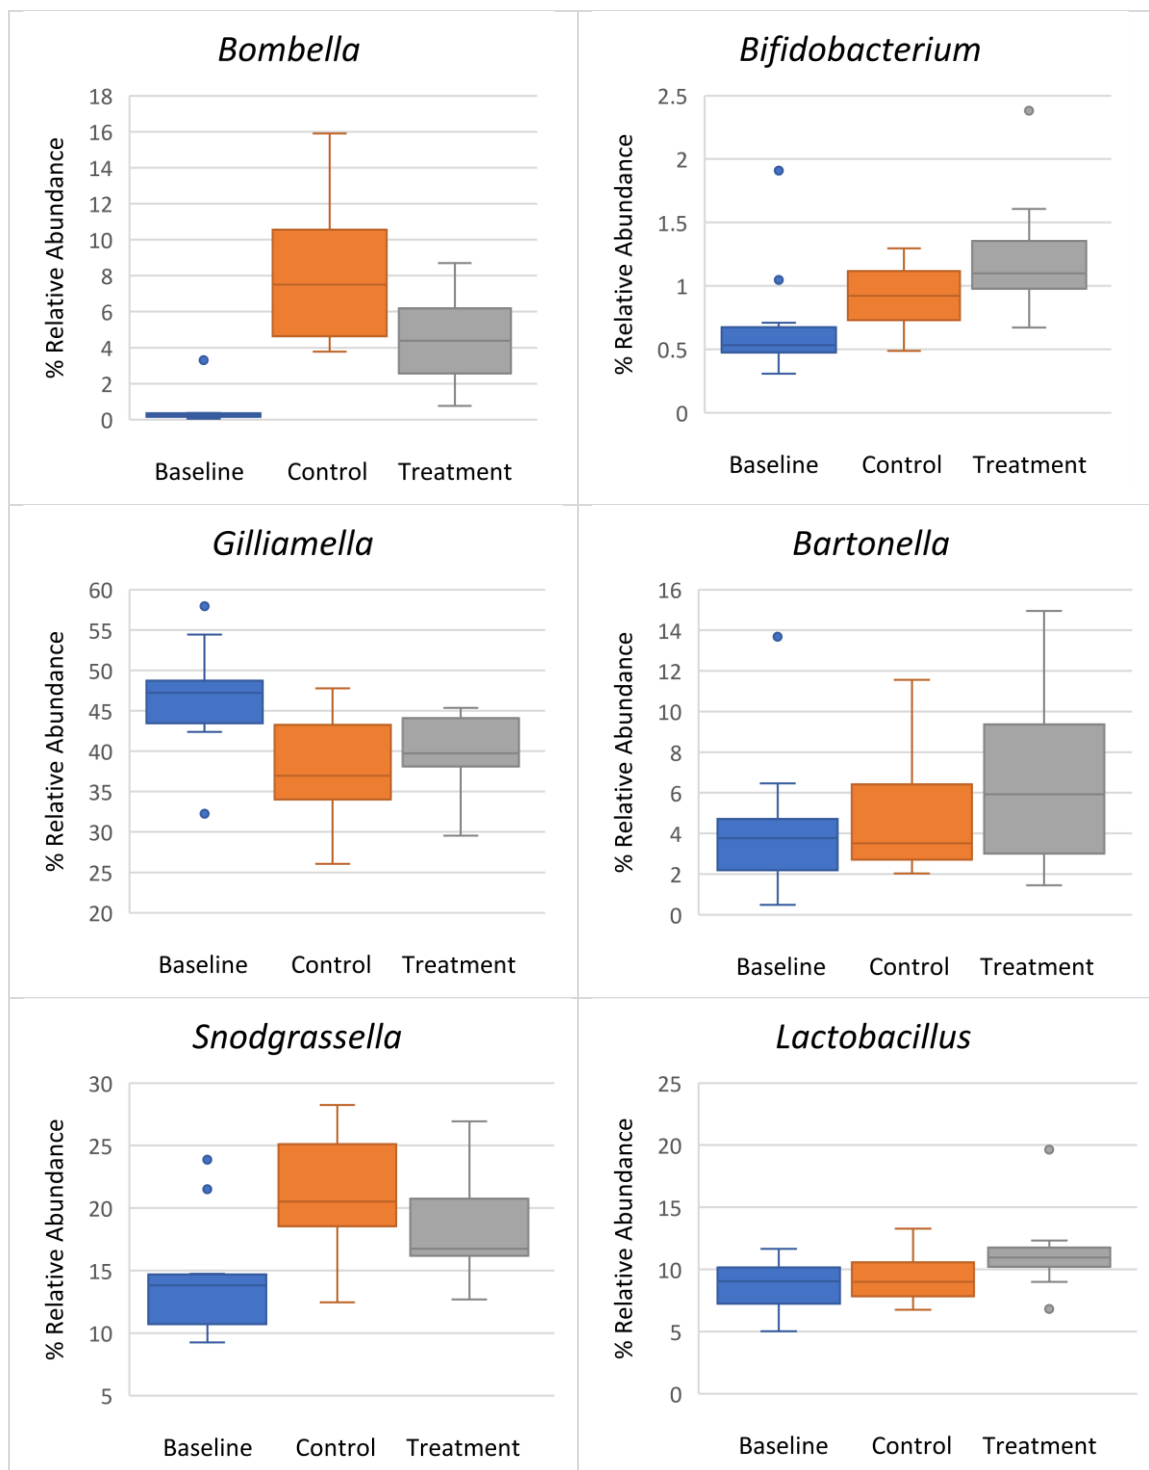 Bombella
% Relative Abundance
18
16
14
12
10
8
6
4
2
0
Baseline Control Treatment
Bifidobacterium
% Relative Abundance
2.5
2
1.5
1
0.5
0
Baseline Control Treatment
Gilliamella
% Relative Abundance
60
55
50
45
40
35
30
25
20
Baseline Control Treatment
Bartonella
% Relative Abundance
16
14
12
10
8
6
4
2
0
Baseline Control Treatment
Snodgrassella
% Relative Abundance
30
25
20
15
10
5
Baseline Control Treatment
Lactobacillus
% Relative Abundance
25
20
15
10
5
0
Baseline Control Treatment